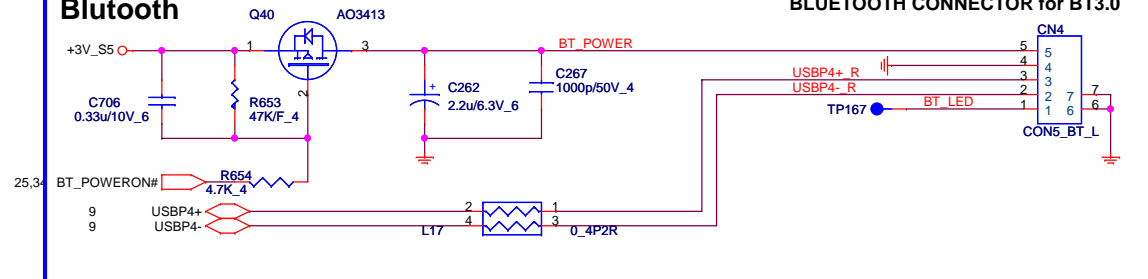 Blutooth
BLUETOOTH CONNECTOR for BT3.0
Q40
AO3413
CN4
+3V_S5
1
3
BT_POWER
5
5
4
4
USBP4+_R
3
3
USBP4-_R
2
2
7
7
TP167
BT_LED
1
1
6
6
CON5_BT_L
2
C706
0.33u/10V_6
R653
47K/F_4
+
C262
2.2u/6.3V_6
C267
1000p/50V_4
25,34
BT_POWERON#
R654
4.7K_4
9
USBP4+
2
1
9
USBP4-
4
3
L17
0_4P2R